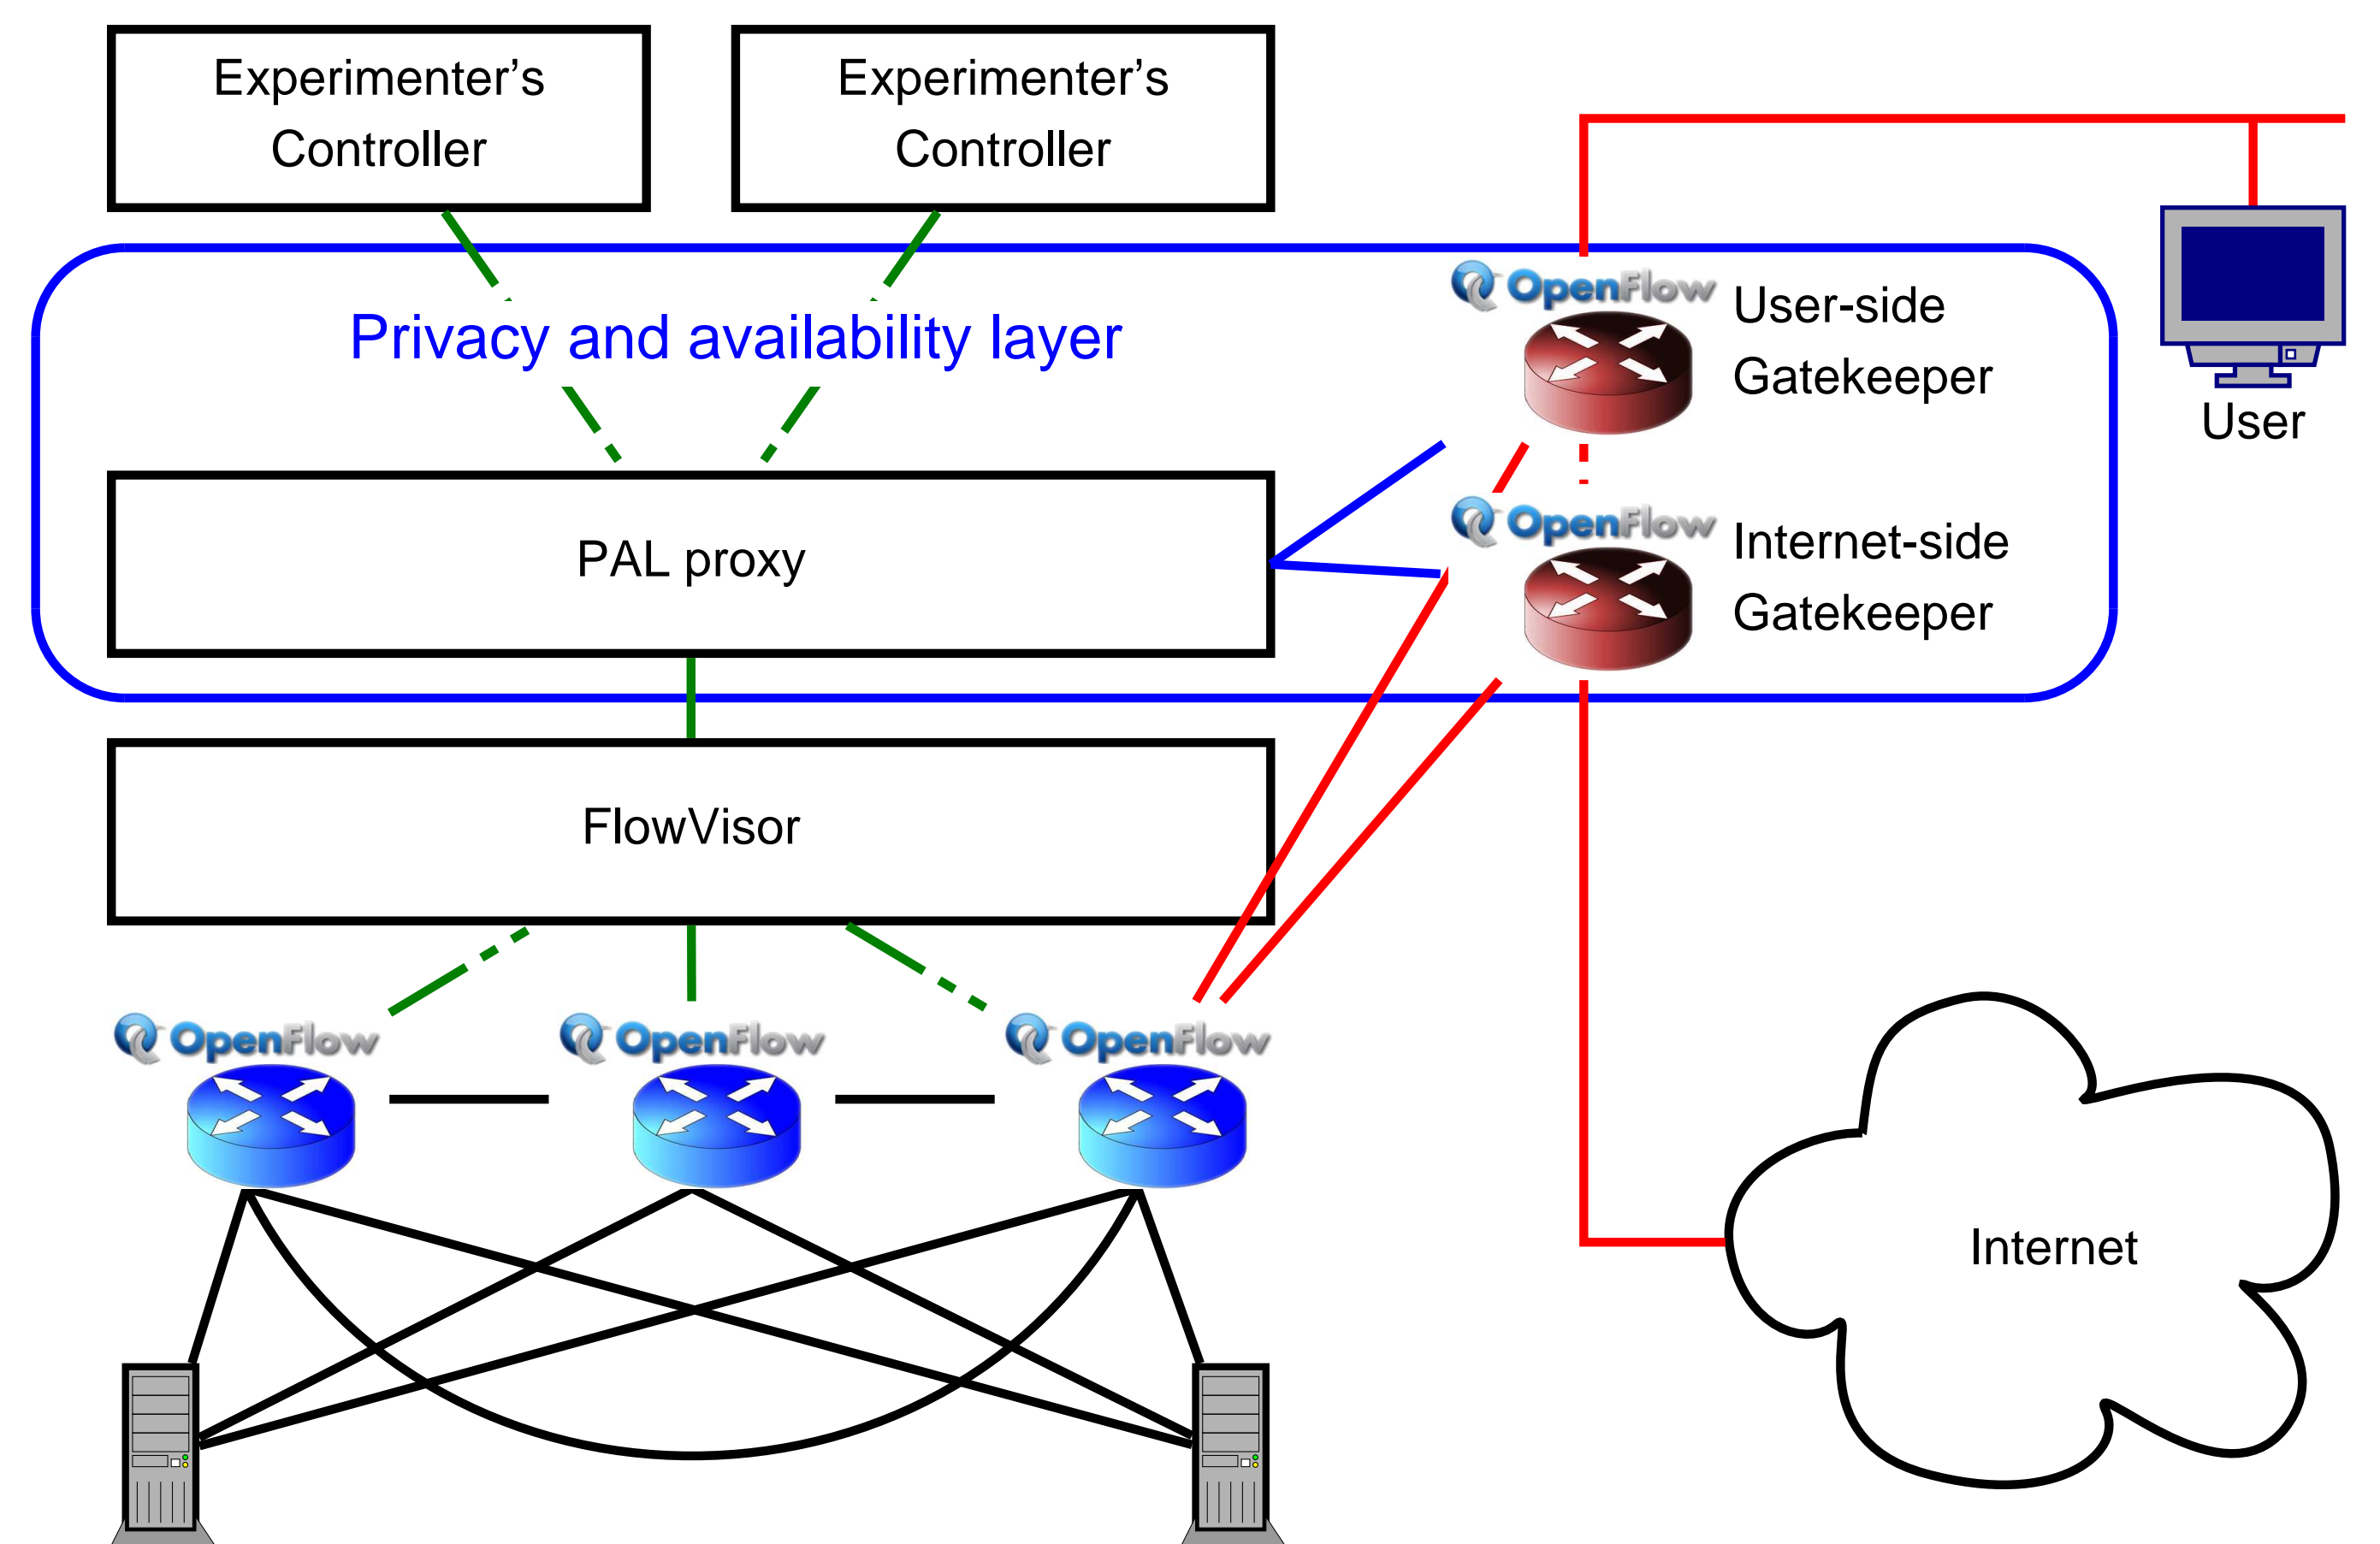 Experimenter's
Controller
Experimenter's
Controller
Privacy and availability layer
OpenFlow
User-side
Gatekeeper
User
PAL proxy
OpenFlow
Internet-side
Gatekeeper
FlowVisor
OpenFlow
OpenFlow
OpenFlow
Internet